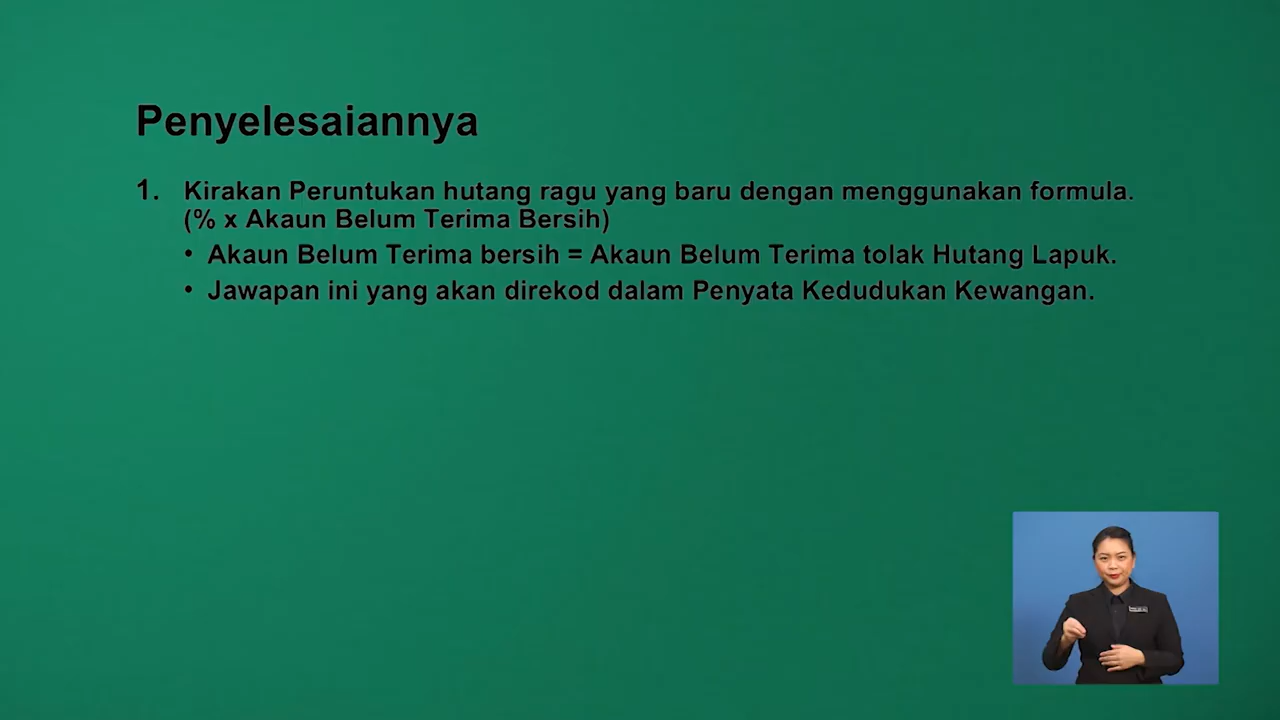 Penyelesaiannya
1. Kirakan Peruntukan hutang ragu yang baru dengan menggunakan formula.
(% x Akaun Belum Terima Bersih)
• Akaun Belum Terima bersih = Akaun Belum Terima tolak Hutang Lapuk.
• Jawapan ini yang akan direkod dalam Penyata Kedudukan Kewangan.